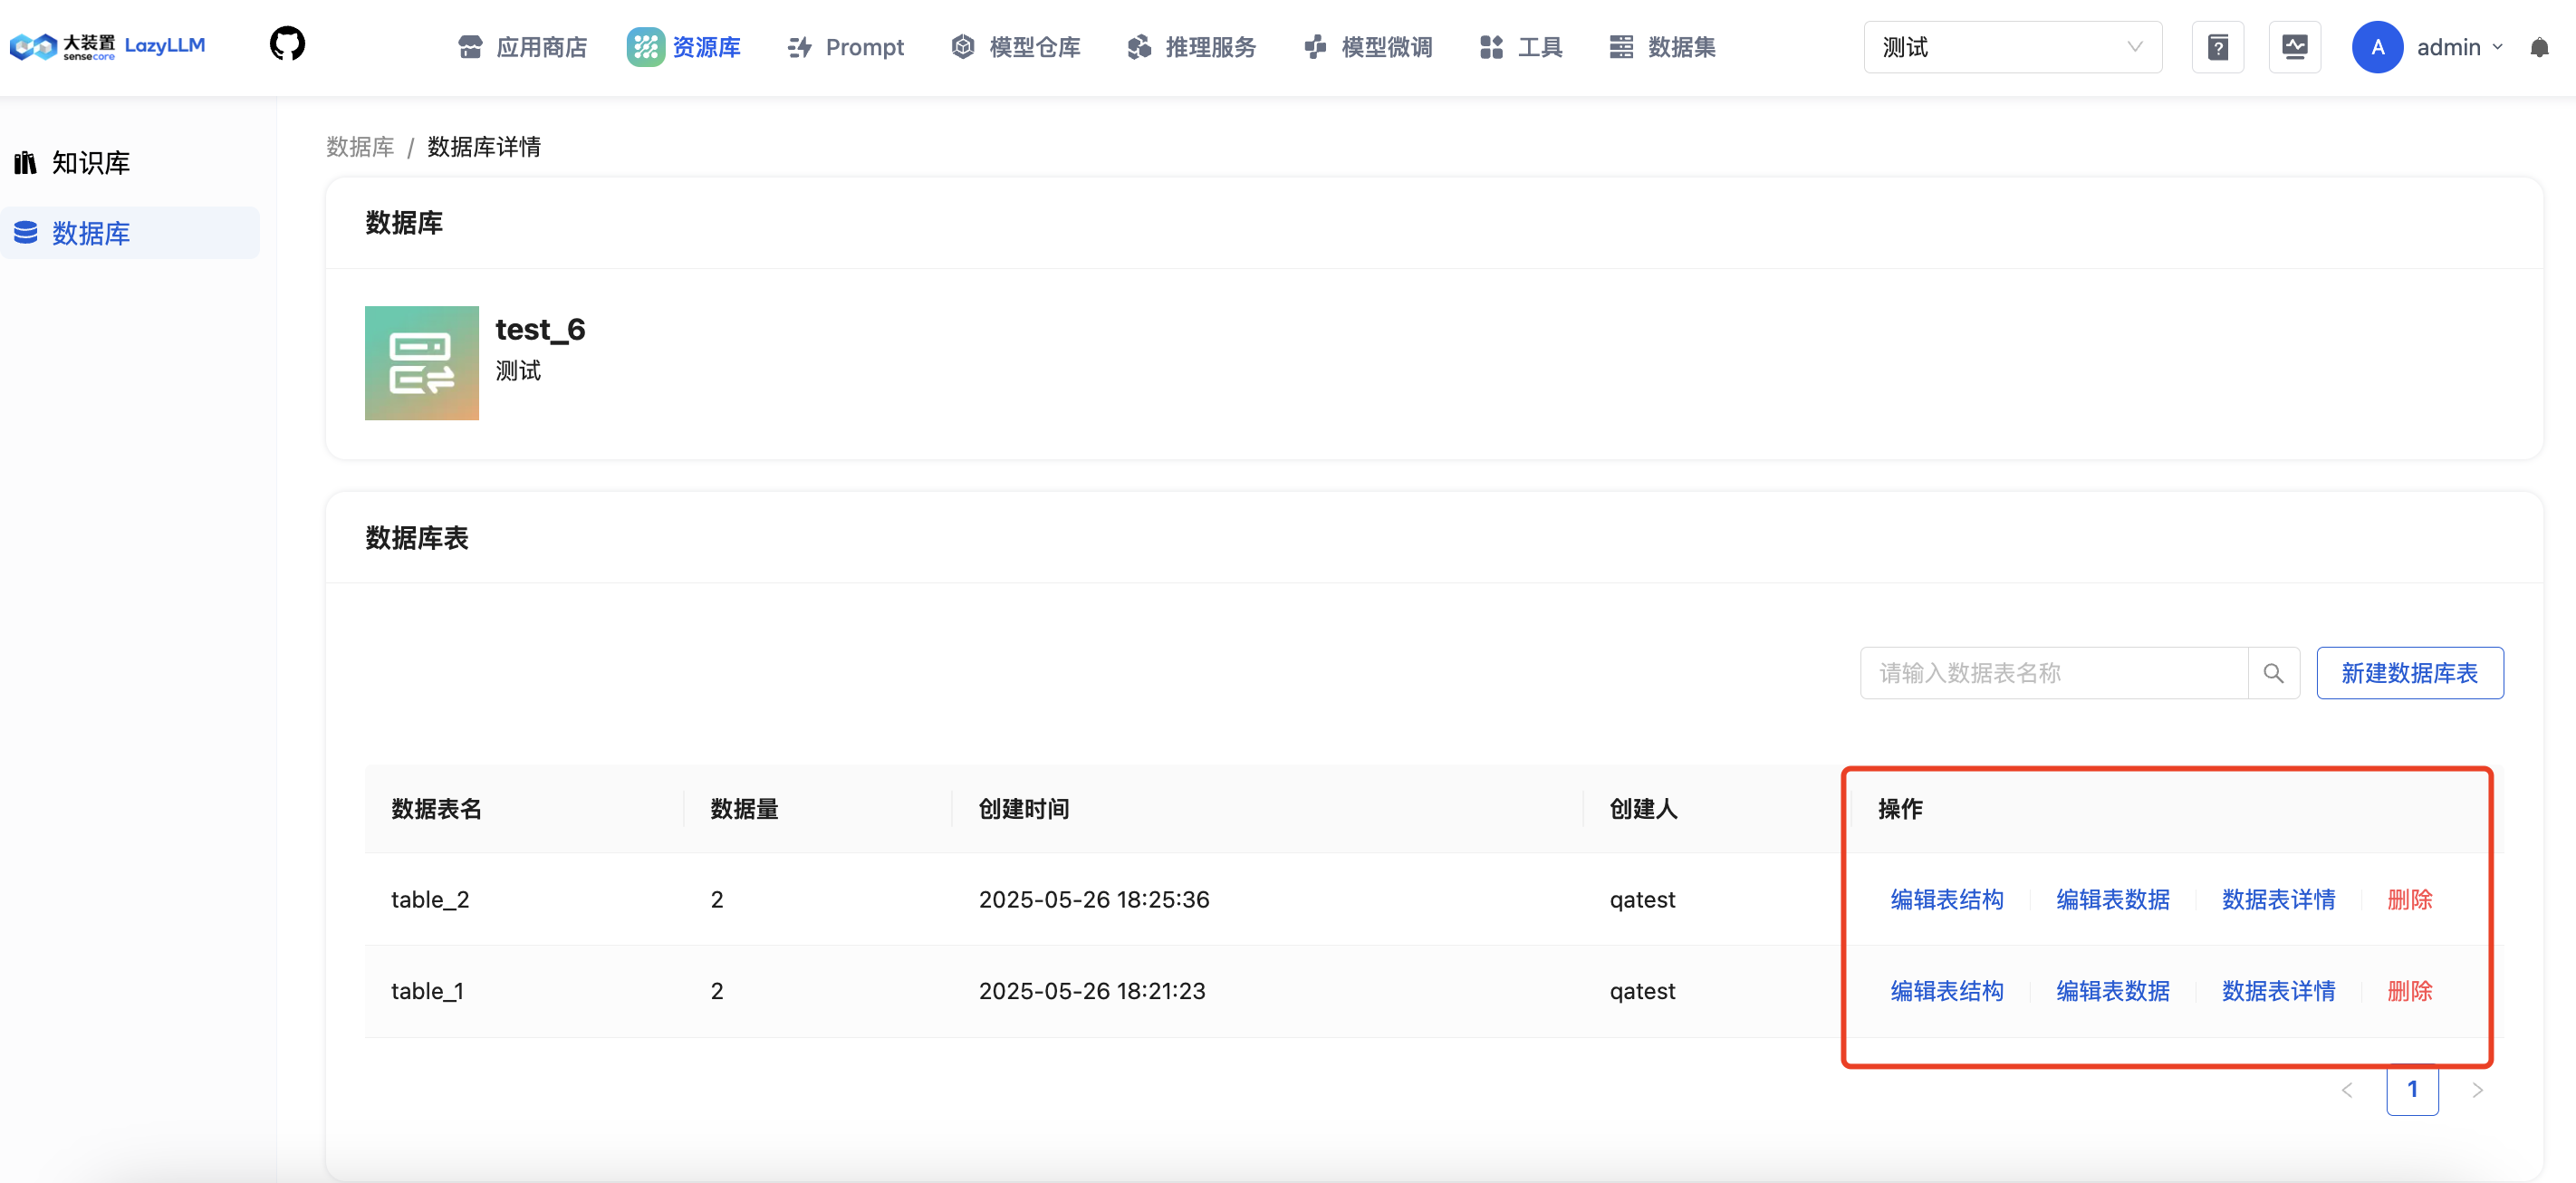 大装置 sensecore LazyLLM 应用商店 资源库 Prompt 模型仓库 推理服务 模型微调 工具 数据集 测试 ? A admin
知识库
数据库
数据库 / 数据库详情
数据库
test_6
测试
数据库表
请输入数据表名称 新建数据库表
数据表名 数据量 创建时间 创建人 操作
table_2 2 2025-05-26 18:25:36 qatest 编辑表结构 编辑表数据 数据表详情 删除
table_1 2 2025-05-26 18:21:23 qatest 编辑表结构 编辑表数据 数据表详情 删除
< 1 >